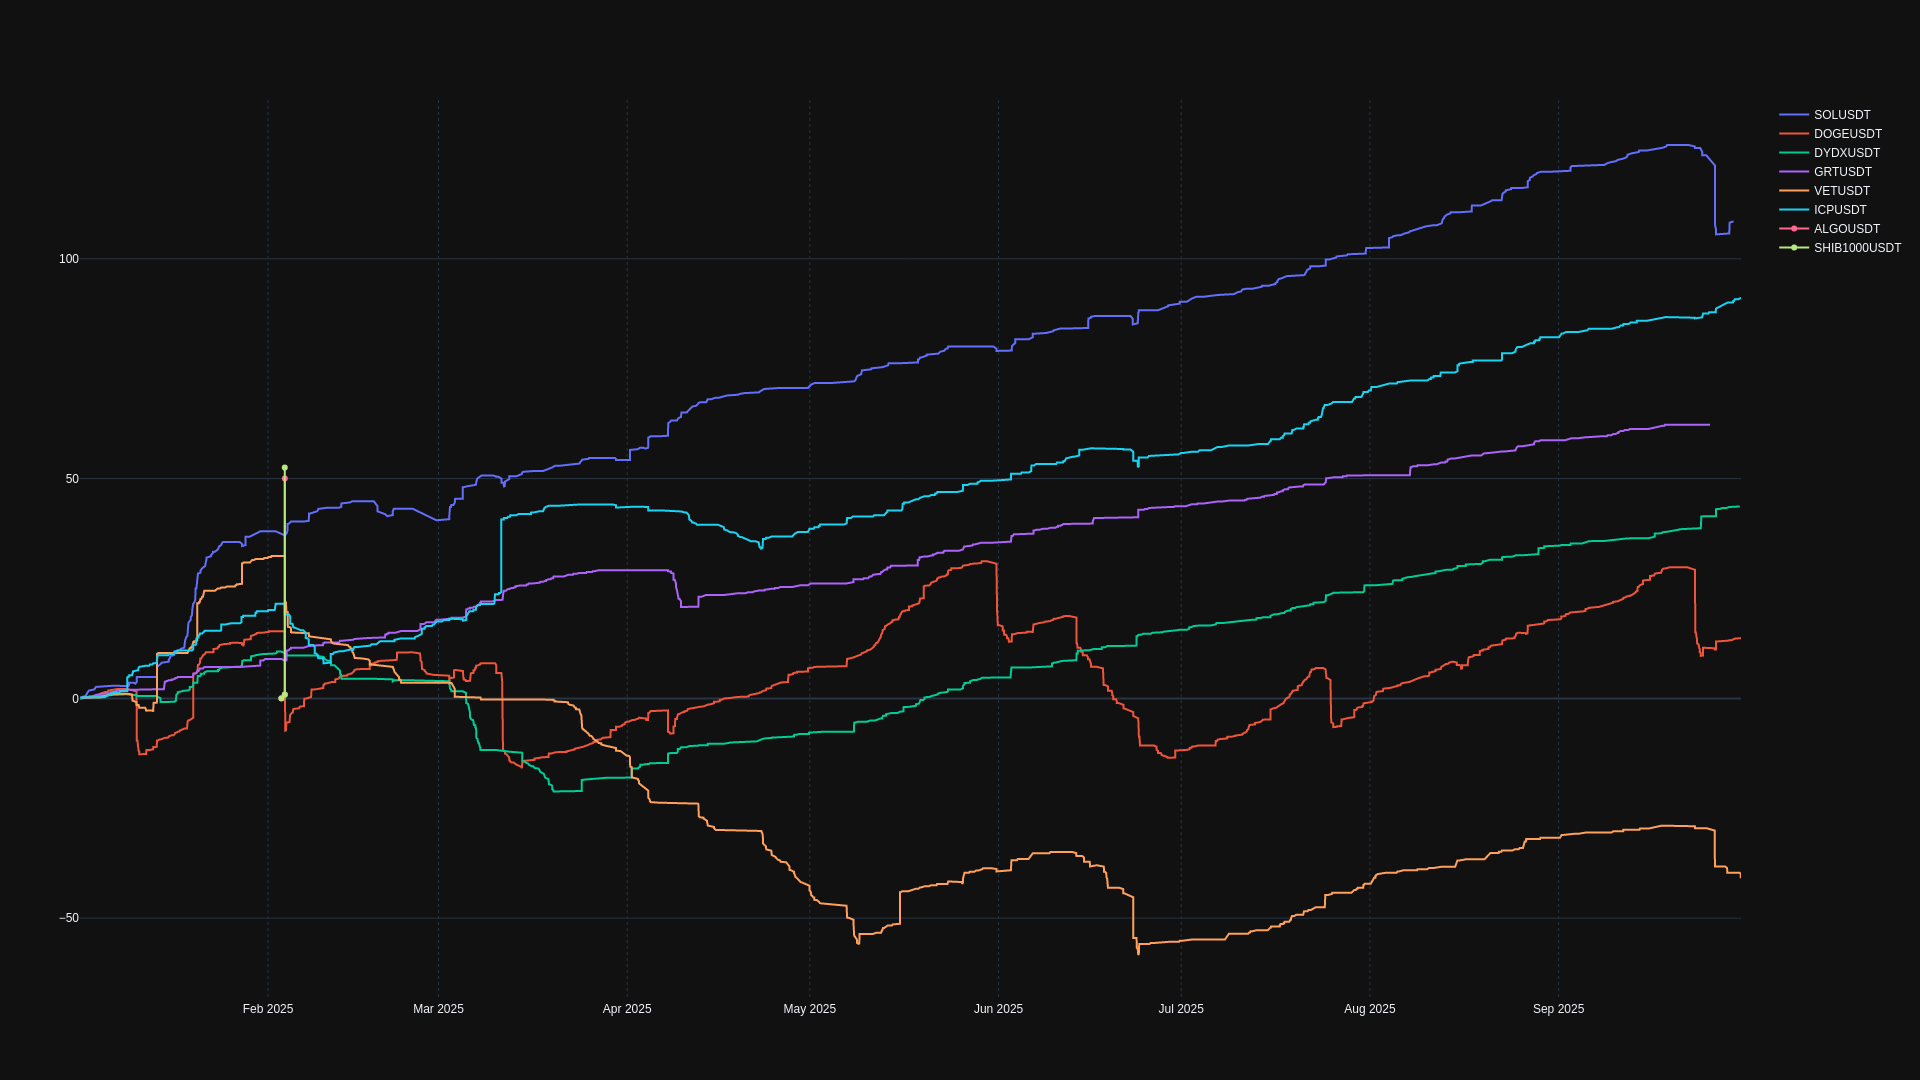 SOLUSDT
DOGEUSDT
DYDXUSDT
GRTUSDT
VETUSDT
ICPUSDT
ALGOUSDT
SHIB1000USDT
100
50
0
−50
Feb 2025
Mar 2025
Apr 2025
May 2025
Jun 2025
Jul 2025
Aug 2025
Sep 2025